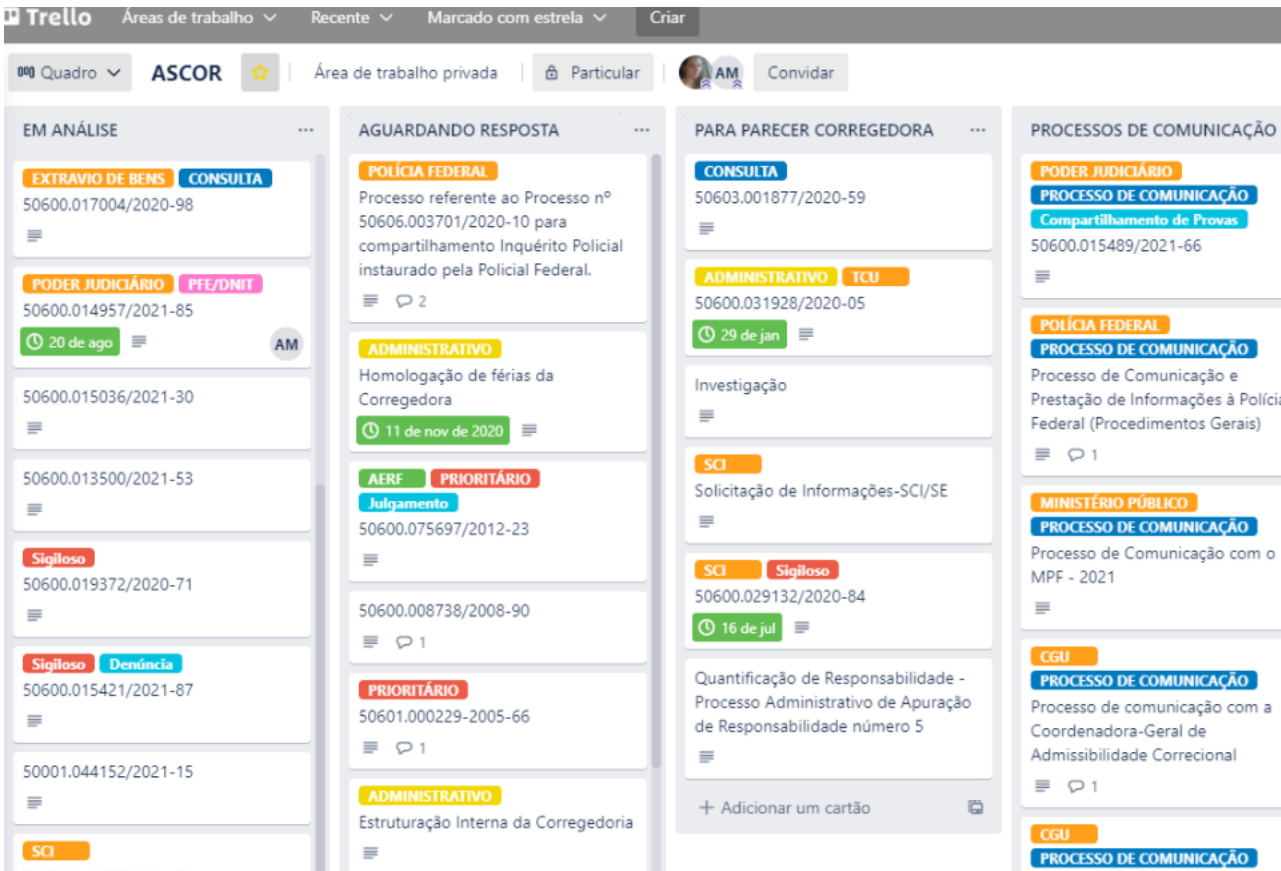 Trello Áreas de trabalho Recente Marcado com estrela Criar
Quadro ASCOR Área de trabalho privada Particular AM Convidar
EM ANÁLISE
EXTRAVIO DE BENS CONSULTA
50600.017004/2020-98
PODER JUDICIÁRIO PFE/DNIT
50600.014957/2021-85
20 de ago AM
50600.015036/2021-30
50600.013500/2021-53
Sigiloso
50600.019372/2020-71
Sigiloso Denúncia
50600.015421/2021-87
50001.044152/2021-15
SCI
AGUARDANDO RESPOSTA
POLÍCIA FEDERAL
Processo referente ao Processo nº
50606.003701/2020-10 para
compartilhamento Inquérito Policial
instaurado pela Policial Federal.
2
ADMINISTRATIVO
Homologação de férias da
Corregedora
11 de nov de 2020
AERF PRIORITÁRIO
Julgamento
50600.075697/2012-23
50600.008738/2008-90
1
PRIORITÁRIO
50601.000229-2005-66
1
ADMINISTRATIVO
Estruturação Interna da Corregedoria
PARA PARECER CORREGEDORA
CONSULTA
50603.001877/2020-59
ADMINISTRATIVO TCU
50600.031928/2020-05
29 de jan
Investigação
SCI
Solicitação de Informações-SCI/SE
SCI Sigiloso
50600.029132/2020-84
16 de jul
Quantificação de Responsabilidade -
Processo Administrativo de Apuração
de Responsabilidade número 5
+ Adicionar um cartão
PROCESSOS DE COMUNICAÇÃO
PODER JUDICIÁRIO
PROCESSO DE COMUNICAÇÃO
Compartilhamento de Provas
50600.015489/2021-66
POLÍCIA FEDERAL
PROCESSO DE COMUNICAÇÃO
Processo de Comunicação e
Prestação de Informações à Polícia
Federal (Procedimentos Gerais)
1
MINISTÉRIO PÚBLICO
PROCESSO DE COMUNICAÇÃO
Processo de Comunicação com o
MPF - 2021
CGU
PROCESSO DE COMUNICAÇÃO
Processo de comunicação com a
Coordenadora-Geral de
Admissibilidade Correcional
1
CGU
PROCESSO DE COMUNICAÇÃO